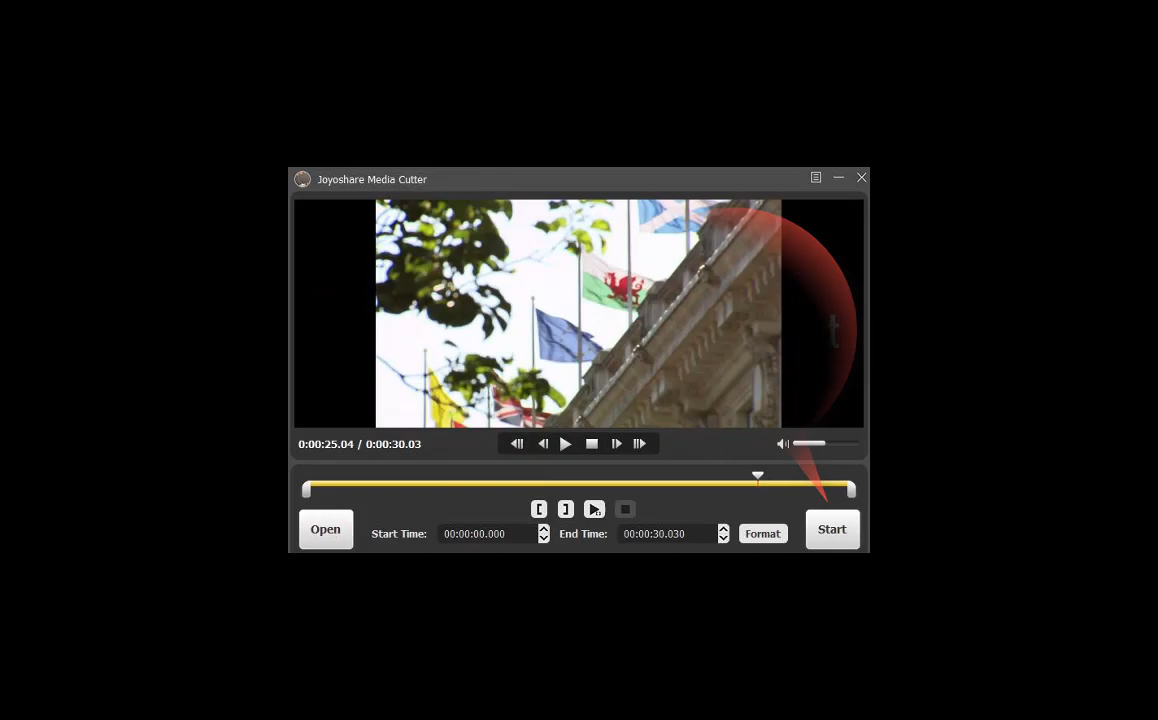 Joyoshare Media Cutter
t
0:00:25.04 / 0:00:30.03
[ ]
Open Start Time: 00:00:00.000 End Time: 00:00:30.030 Format Start